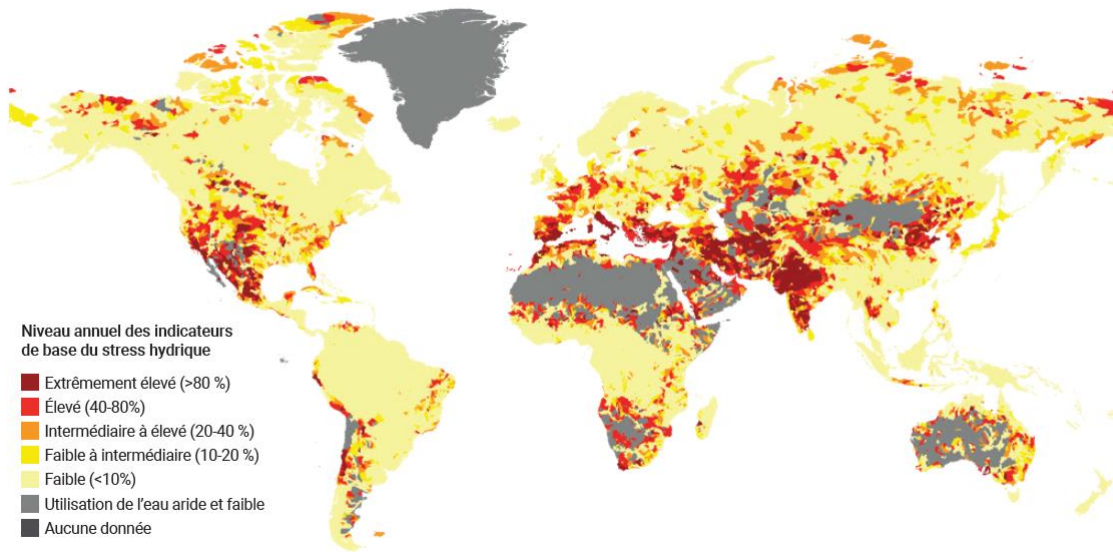 Niveau annuel des indicateurs
de base du stress hydrique
Extrêmement élevé (>80 %)
Élevé (40-80%)
Intermédiaire à élevé (20-40 %)
Faible à intermédiaire (10-20 %)
Faible (<10%)
Utilisation de l'eau aride et faible
Aucune donnée